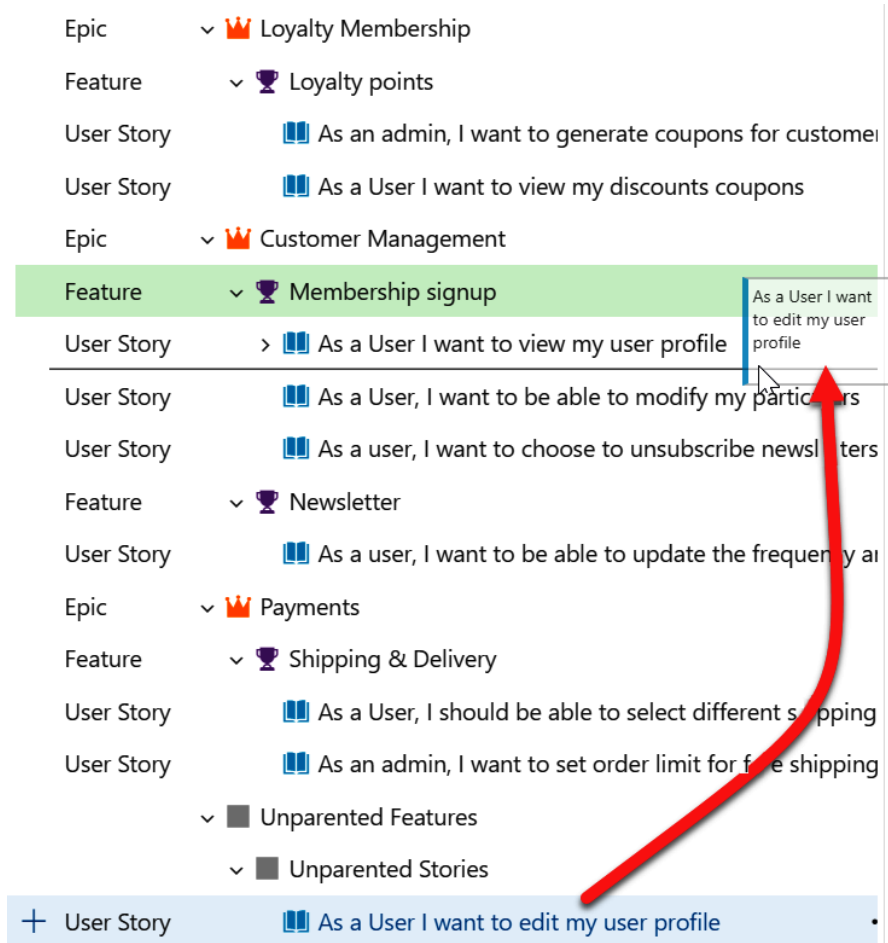 Epic Loyalty Membership
Feature Loyalty points
User Story As an admin, I want to generate coupons for customer
User Story As a User I want to view my discounts coupons
Epic Customer Management
Feature Membership signup
As a User I want
to edit my user
profile
User Story As a User I want to view my user profile
User Story As a User, I want to be able to modify my
User Story As a user, I want to choose to unsubscribe
Feature Newsletter
User Story As a user, I want to be able to update the
Epic Payments
Feature Shipping & Delivery
User Story As a User, I should be able to select different
User Story As an admin, I want to set order limit for shipping
Unparented Features
Unparented Stories
User Story As a User I want to edit my user profile